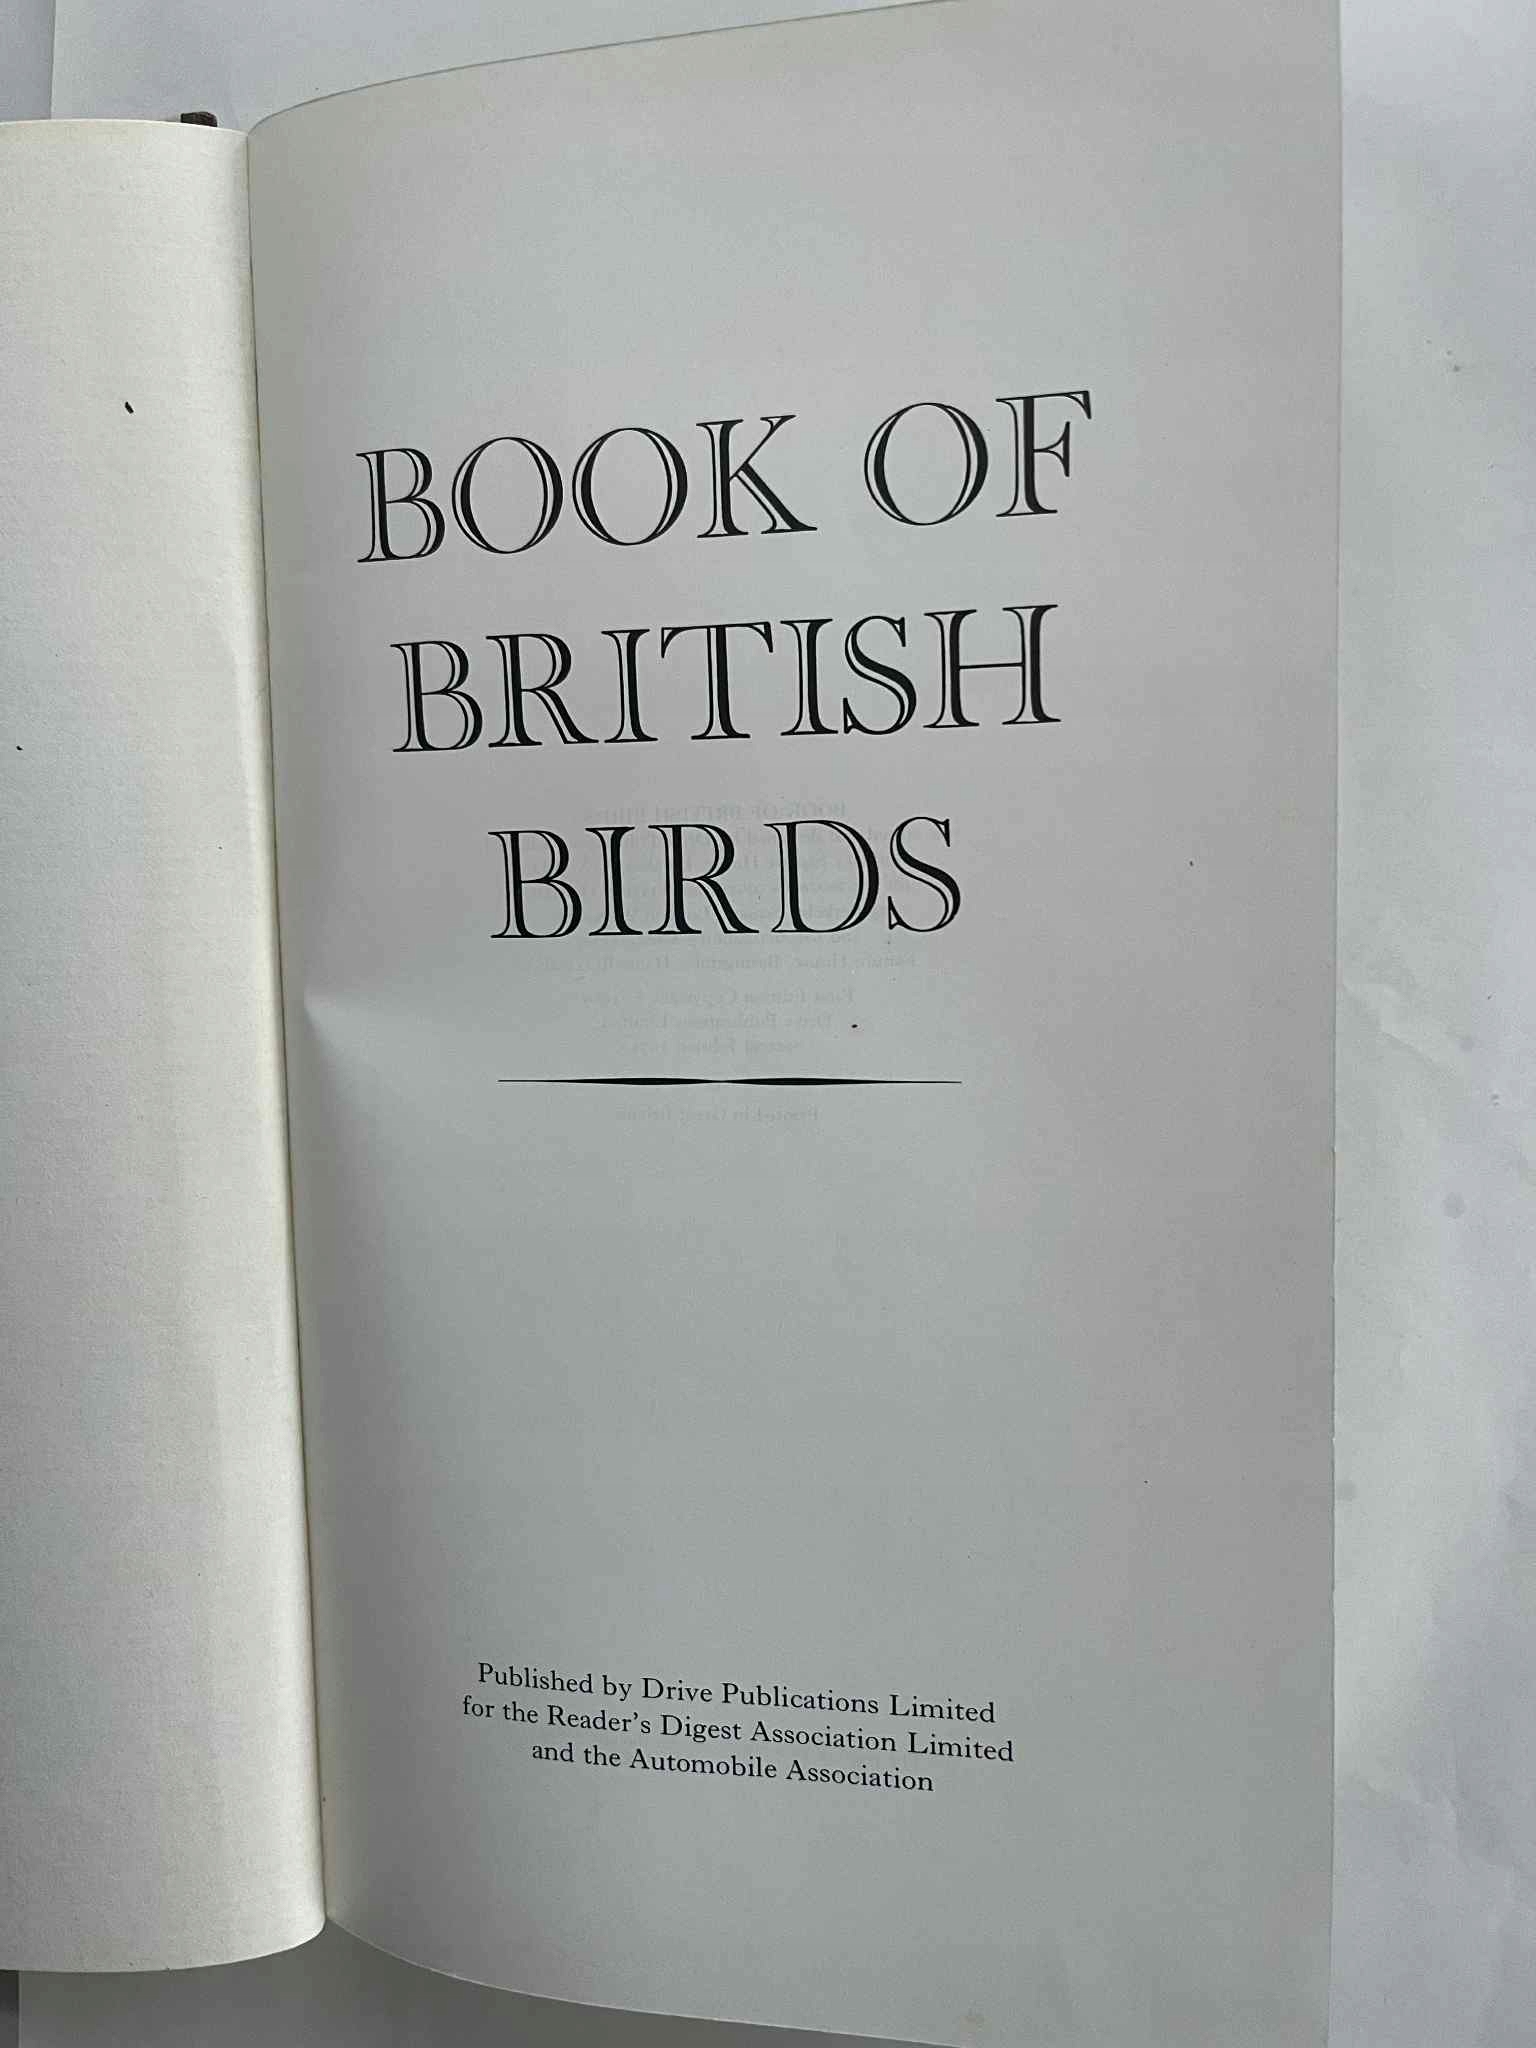 BOOK OF
BRITISH
BIRDS
Published by Drive Publications Limited
for the Reader's Digest Association Limited
and the Automobile Association